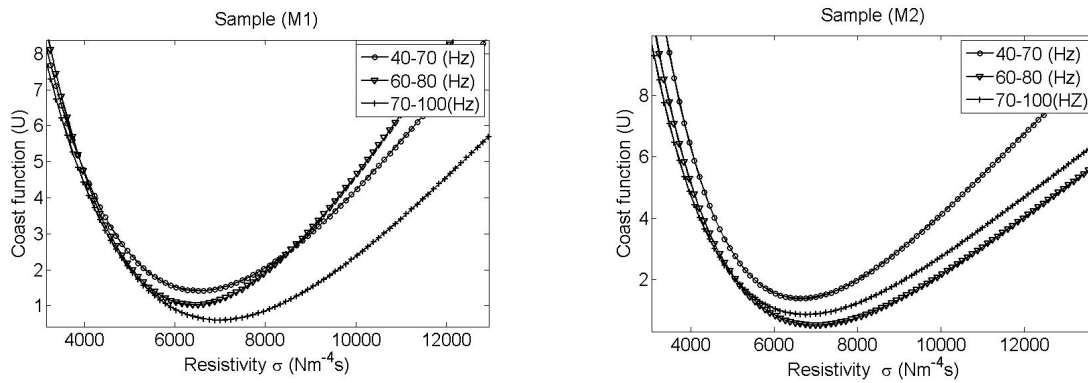 Sample (M1)
Coast function (U)
8
7
6
5
4
3
2
1
40-70 (Hz)
60-80 (Hz)
70-100(Hz)
4000 6000 8000 10000 12000
Resistivity σ (Nm⁻⁴s)
Sample (M2)
Coast function (U)
8
6
4
2
40-70 (Hz)
60-80 (Hz)
70-100(HZ)
4000 6000 8000 10000 12000
Resistivity σ (Nm⁻⁴s)